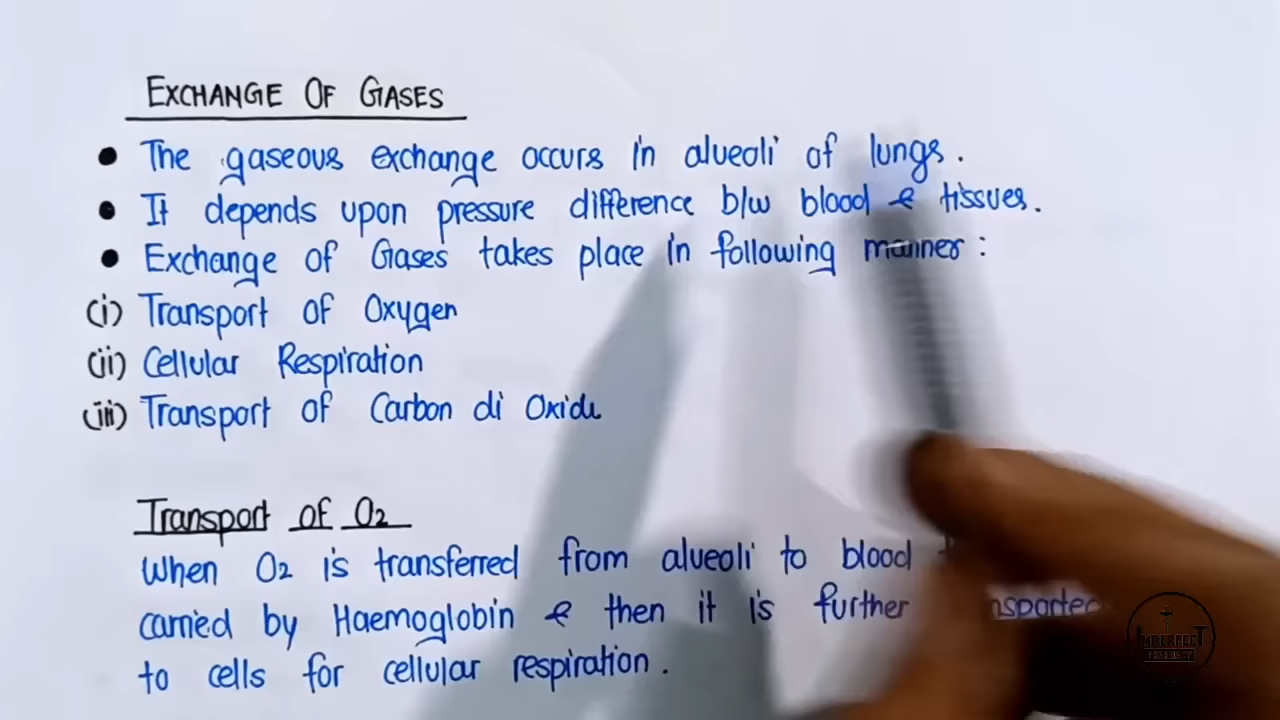 EXCHANGE OF GASES
• The gaseous exchange occurs in alveoli of lungs.
• It depends upon pressure difference b/w blood & tissues.
• Exchange of Gases takes place in following manner:
(i) Transport of Oxygen
(ii) Cellular Respiration
(iii) Transport of Carbon di Oxide
Transport of O2
When O2 is transferred from alveoli to blood
carried by Haemoglobin & then it is further
to cells for cellular respiration.